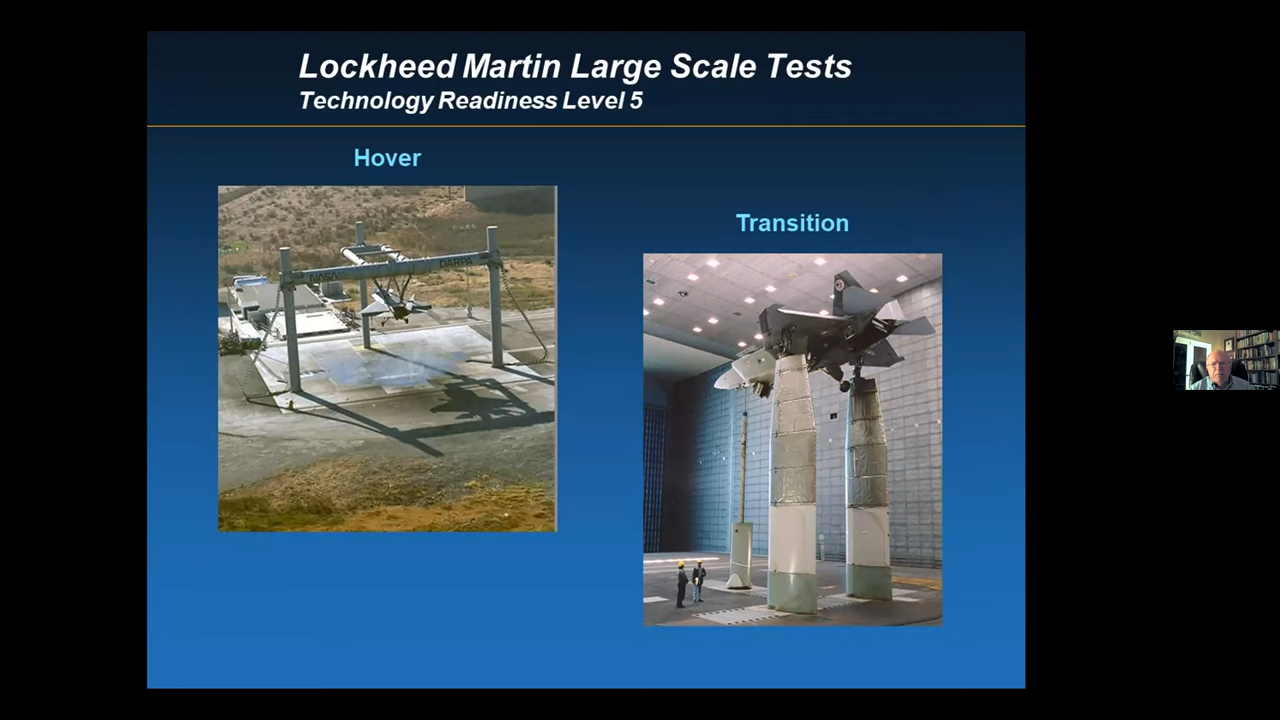 Lockheed Martin Large Scale Tests
Technology Readiness Level 5
Hover
Transition
NASA
DARPA